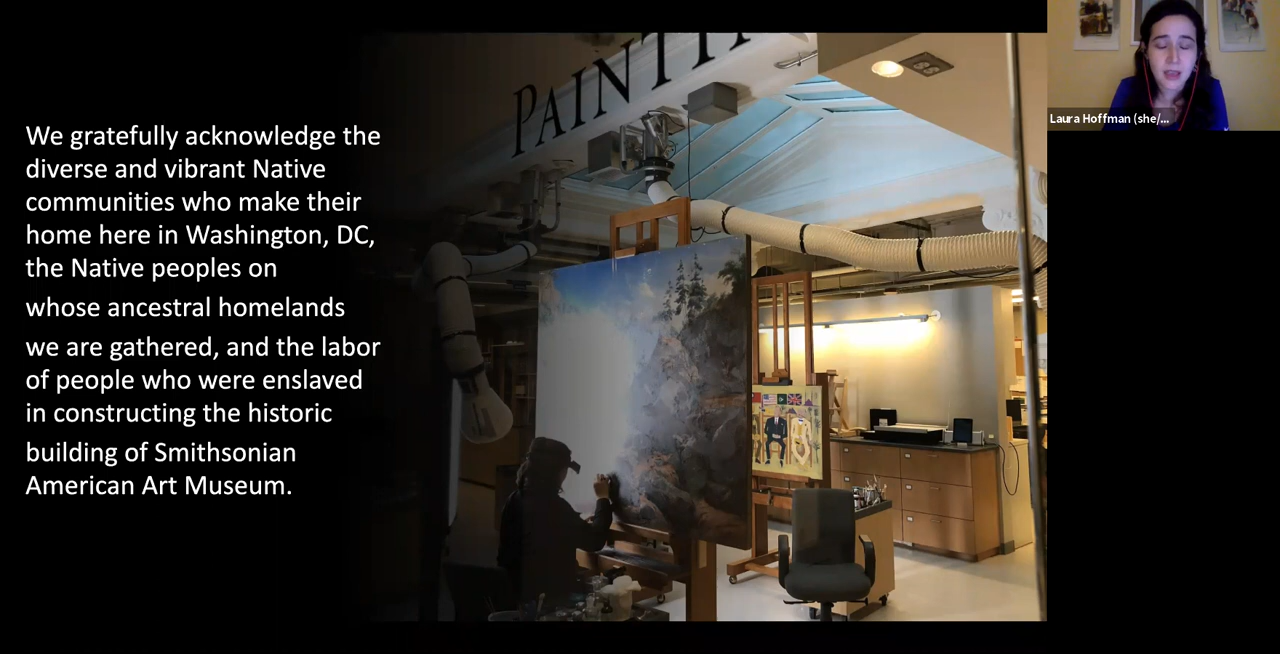 We gratefully acknowledge the
diverse and vibrant Native
communities who make their
home here in Washington, DC,
the Native peoples on
whose ancestral homelands
we are gathered, and the labor
of people who were enslaved
in constructing the historic
building of Smithsonian
American Art Museum.
PAINTI
Laura Hoffman (she/...